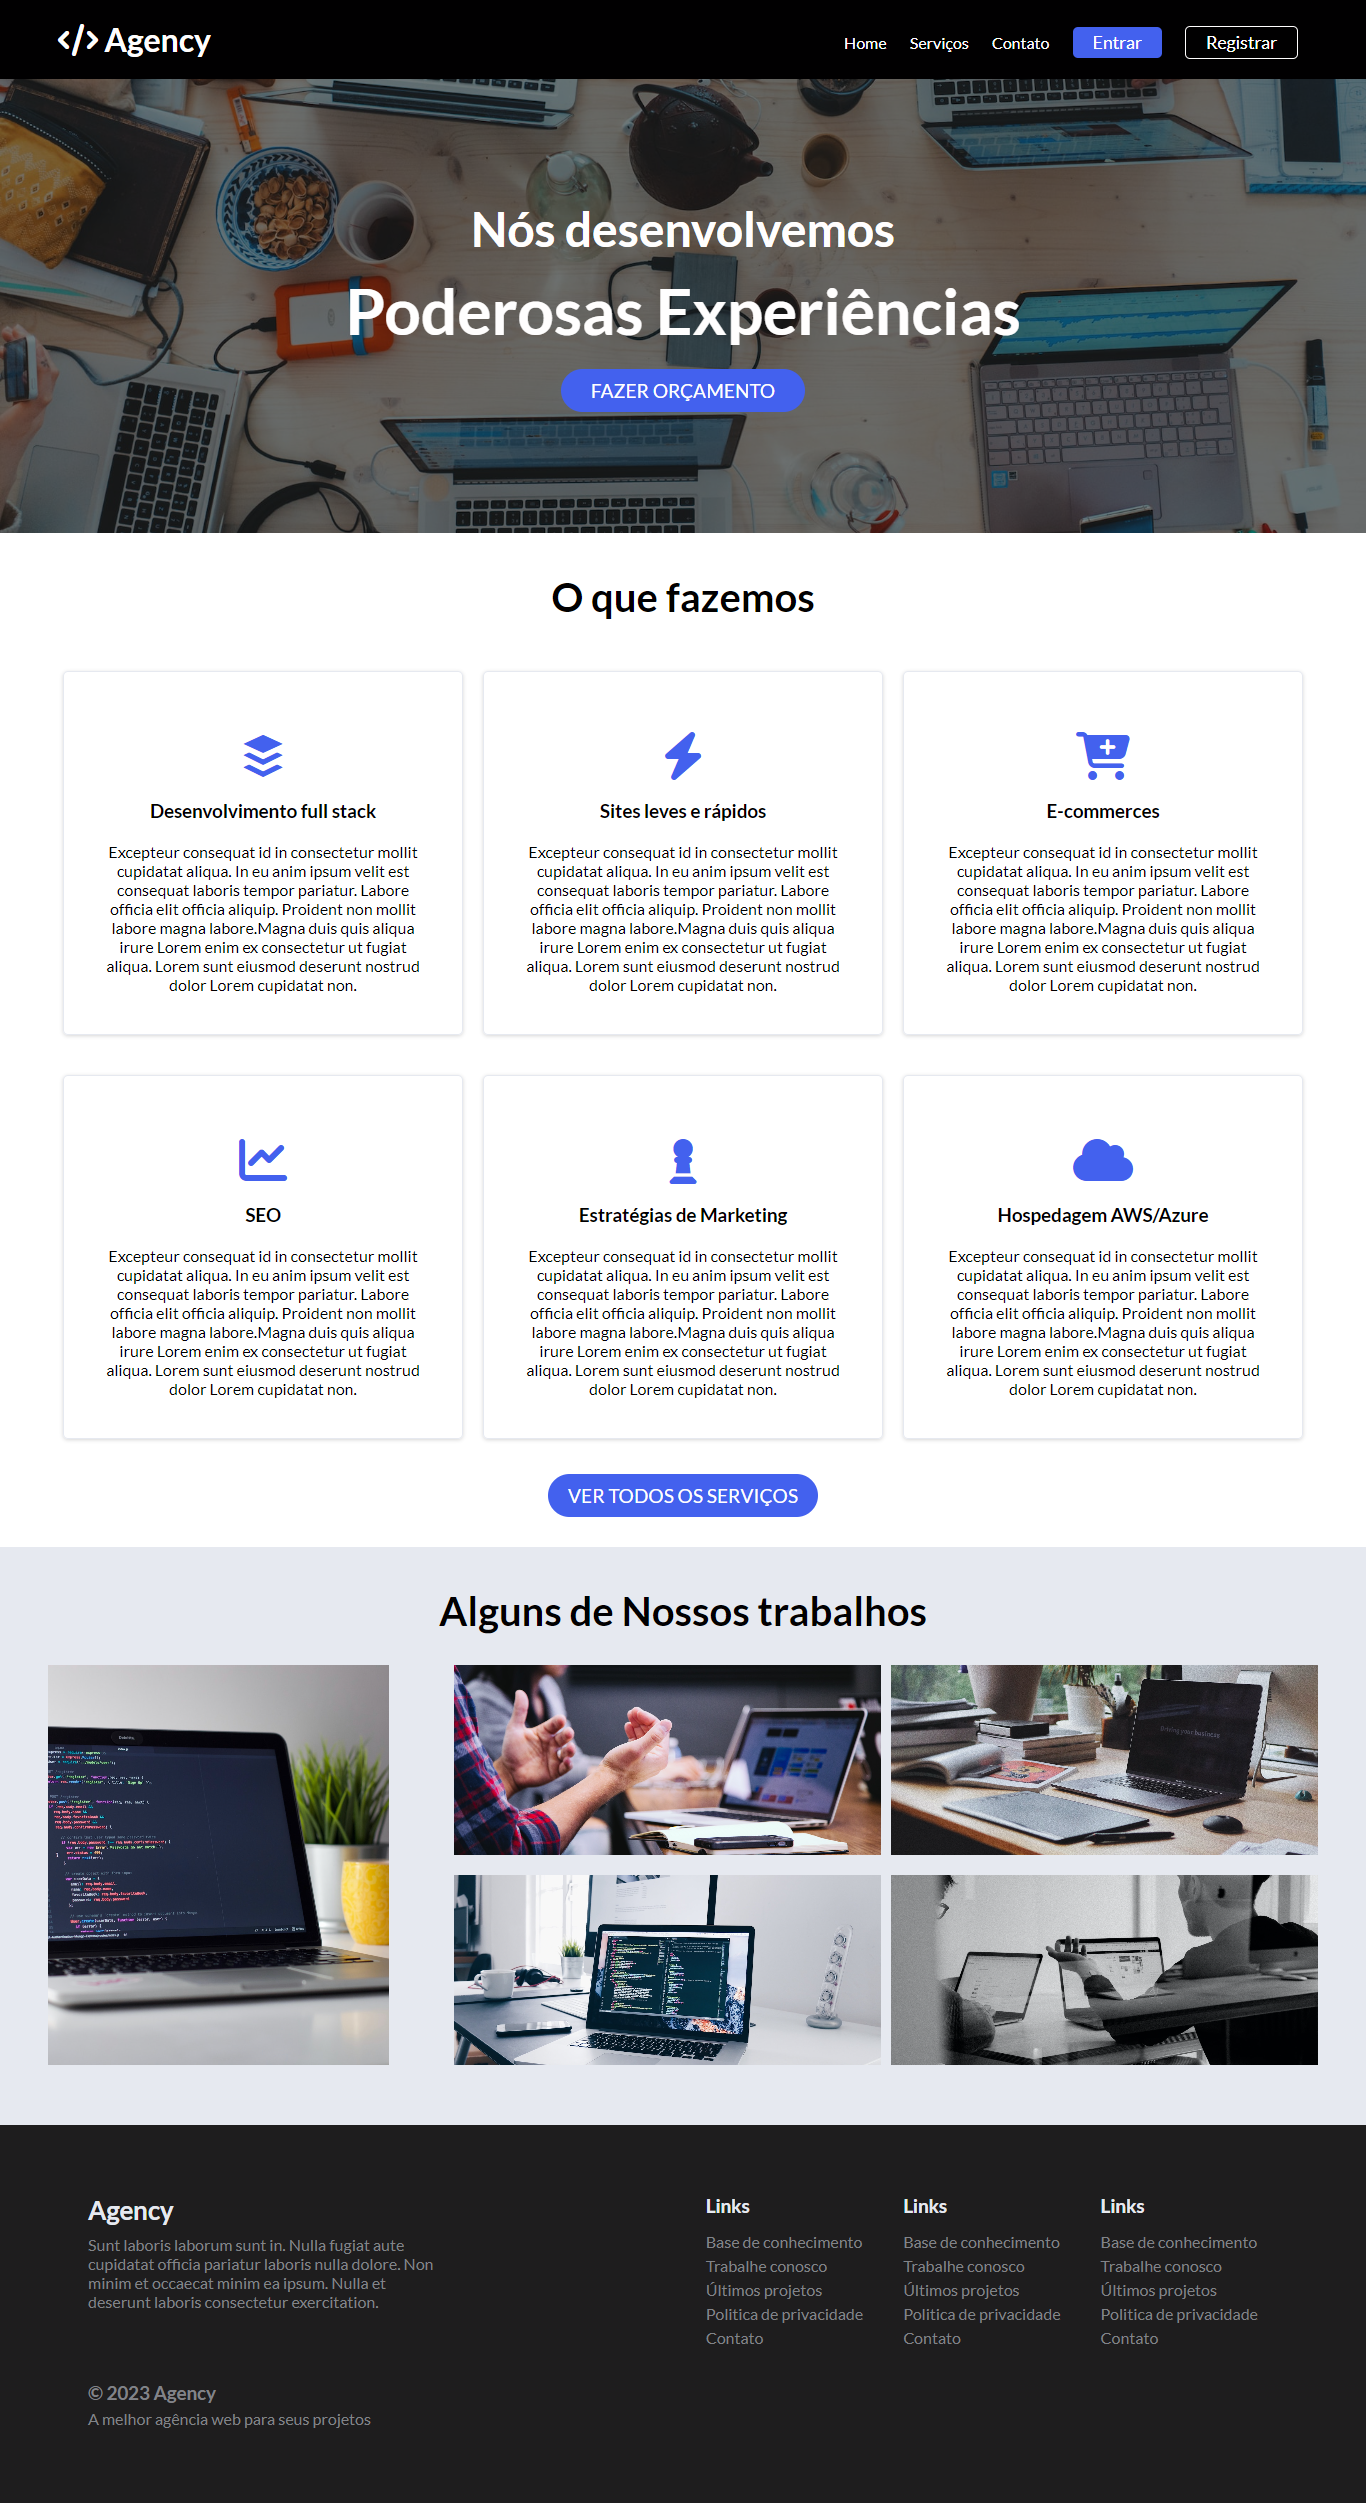 </> Agency
Home Serviços Contato Entrar Registrar
Nós desenvolvemos
Poderosas Experiências
FAZER ORÇAMENTO
O que fazemos
Desenvolvimento full stack
Excepteur consequat id in consectetur mollit
cupidatat aliqua. In eu anim ipsum velit est
consequat laboris tempor pariatur. Labore
officia elit officia aliquip. Proident non mollit
labore magna labore.Magna duis quis aliqua
irure Lorem enim ex consectetur ut fugiat
aliqua. Lorem sunt eiusmod deserunt nostrud
dolor Lorem cupidatat non.
Sites leves e rápidos
Excepteur consequat id in consectetur mollit
cupidatat aliqua. In eu anim ipsum velit est
consequat laboris tempor pariatur. Labore
officia elit officia aliquip. Proident non mollit
labore magna labore.Magna duis quis aliqua
irure Lorem enim ex consectetur ut fugiat
aliqua. Lorem sunt eiusmod deserunt nostrud
dolor Lorem cupidatat non.
E-commerces
Excepteur consequat id in consectetur mollit
cupidatat aliqua. In eu anim ipsum velit est
consequat laboris tempor pariatur. Labore
officia elit officia aliquip. Proident non mollit
labore magna labore.Magna duis quis aliqua
irure Lorem enim ex consectetur ut fugiat
aliqua. Lorem sunt eiusmod deserunt nostrud
dolor Lorem cupidatat non.
SEO
Excepteur consequat id in consectetur mollit
cupidatat aliqua. In eu anim ipsum velit est
consequat laboris tempor pariatur. Labore
officia elit officia aliquip. Proident non mollit
labore magna labore.Magna duis quis aliqua
irure Lorem enim ex consectetur ut fugiat
aliqua. Lorem sunt eiusmod deserunt nostrud
dolor Lorem cupidatat non.
Estratégias de Marketing
Excepteur consequat id in consectetur mollit
cupidatat aliqua. In eu anim ipsum velit est
consequat laboris tempor pariatur. Labore
officia elit officia aliquip. Proident non mollit
labore magna labore.Magna duis quis aliqua
irure Lorem enim ex consectetur ut fugiat
aliqua. Lorem sunt eiusmod deserunt nostrud
dolor Lorem cupidatat non.
Hospedagem AWS/Azure
Excepteur consequat id in consectetur mollit
cupidatat aliqua. In eu anim ipsum velit est
consequat laboris tempor pariatur. Labore
officia elit officia aliquip. Proident non mollit
labore magna labore.Magna duis quis aliqua
irure Lorem enim ex consectetur ut fugiat
aliqua. Lorem sunt eiusmod deserunt nostrud
dolor Lorem cupidatat non.
VER TODOS OS SERVIÇOS
Alguns de Nossos trabalhos
Agency
Sunt laboris laborum sunt in. Nulla fugiat aute
cupidatat officia pariatur laboris nulla dolore. Non
minim et occaecat minim ea ipsum. Nulla et
deserunt laboris consectetur exercitation.
Links
Base de conhecimento
Trabalhe conosco
Últimos projetos
Politica de privacidade
Contato
Links
Base de conhecimento
Trabalhe conosco
Últimos projetos
Politica de privacidade
Contato
Links
Base de conhecimento
Trabalhe conosco
Últimos projetos
Politica de privacidade
Contato
© 2023 Agency
A melhor agência web para seus projetos